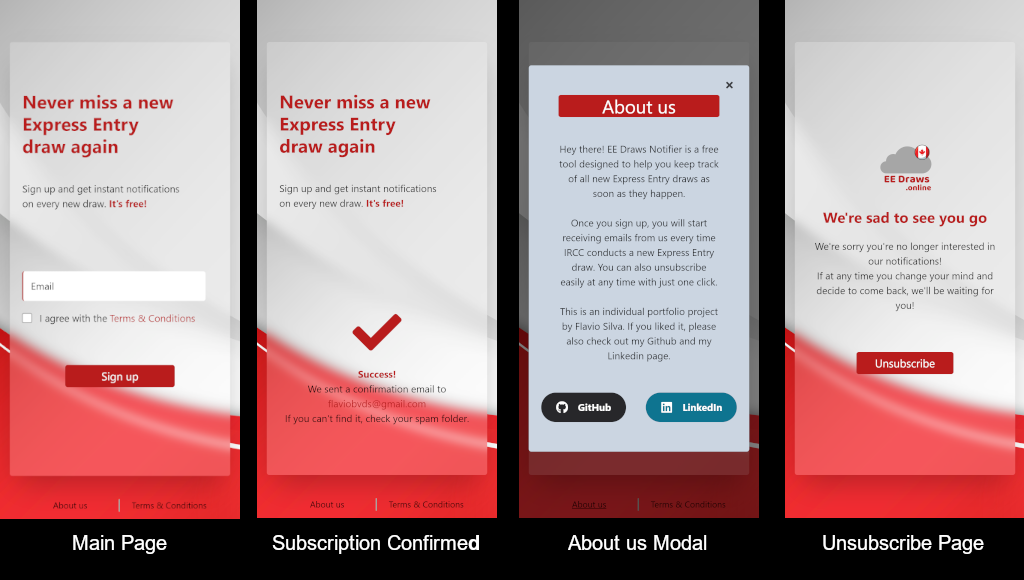 Never miss a new
Express Entry
draw again
Sign up and get instant notifications
on every new draw. It's free!
Email
I agree with the Terms & Conditions
Sign up
About us
Terms & Conditions
Main Page
Never miss a new
Express Entry
draw again
Sign up and get instant notifications
on every new draw. It's free!
Success!
We sent a confirmation email to
flaviobvds@gmail.com
If you can't find it, check your spam folder.
About us
Terms & Conditions
Subscription Confirmed
×
About us
Hey there! EE Draws Notifier is a free
tool designed to help you keep track
of all new Express Entry draws as
soon as they happen.
Once you sign up, you will start
receiving emails from us every time
IRCC conducts a new Express Entry
draw. You can also unsubscribe
easily at any time with just one click.
This is an individual portfolio project
by Flavio Silva. If you liked it, please
also check out my Github and my
Linkedin page.
GitHub
LinkedIn
About us
Terms & Conditions
About us Modal
EE Draws
.online
We're sad to see you go
We're sorry you're no longer interested in
our notifications!
If at any time you change your mind and
decide to come back, we'll be waiting for
you!
Unsubscribe
Unsubscribe Page